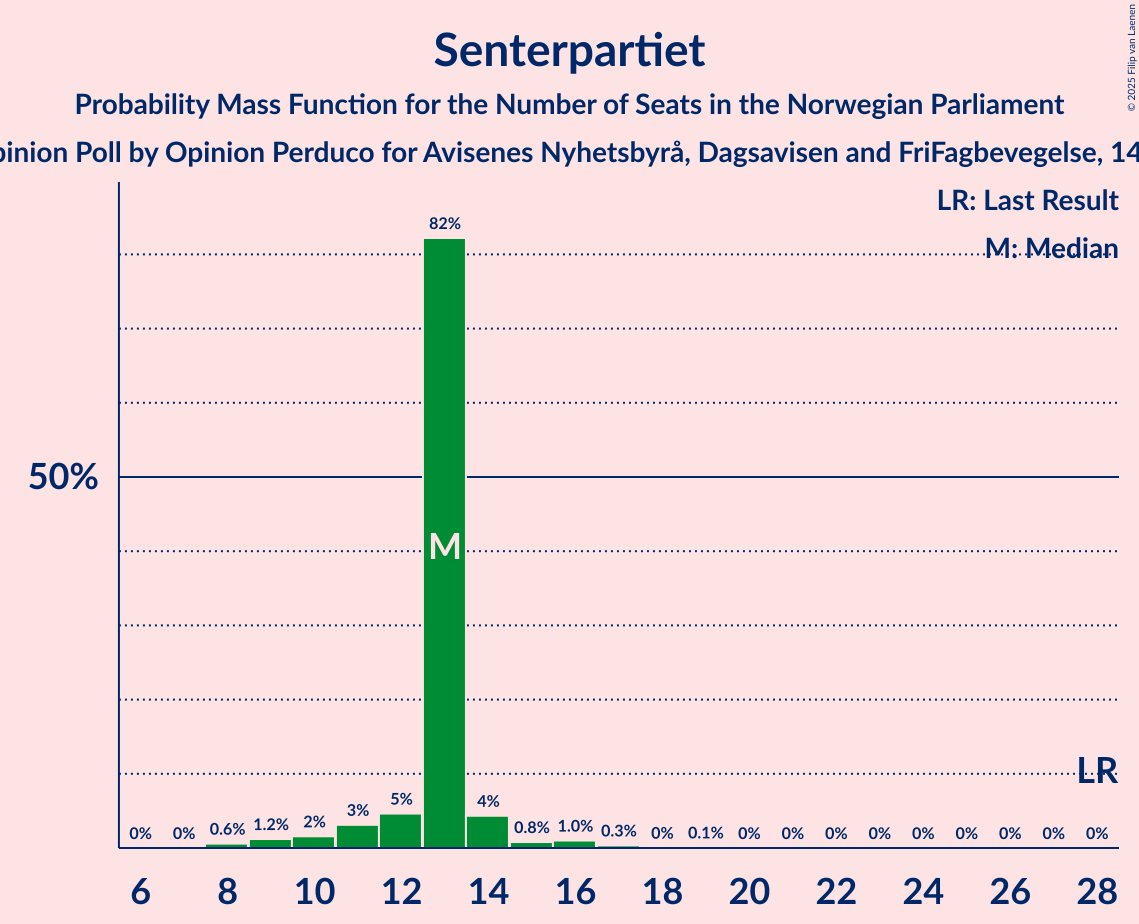 Senterpartiet
Probability Mass Function for the Number of Seats in the Norwegian Parliament
Opinion Poll by Opinion Perduco for Avisenes Nyhetsbyrå, Dagsavisen and FriFagbevegelse, 14
© 2025 Filip van Laenen
LR: Last Result
M: Median
82%
50%
M
LR
0% 0% 0.6% 1.2% 2% 3% 5% 4% 0.8% 1.0% 0.3% 0% 0.1% 0% 0% 0% 0% 0% 0% 0% 0% 0%
6 8 10 12 14 16 18 20 22 24 26 28